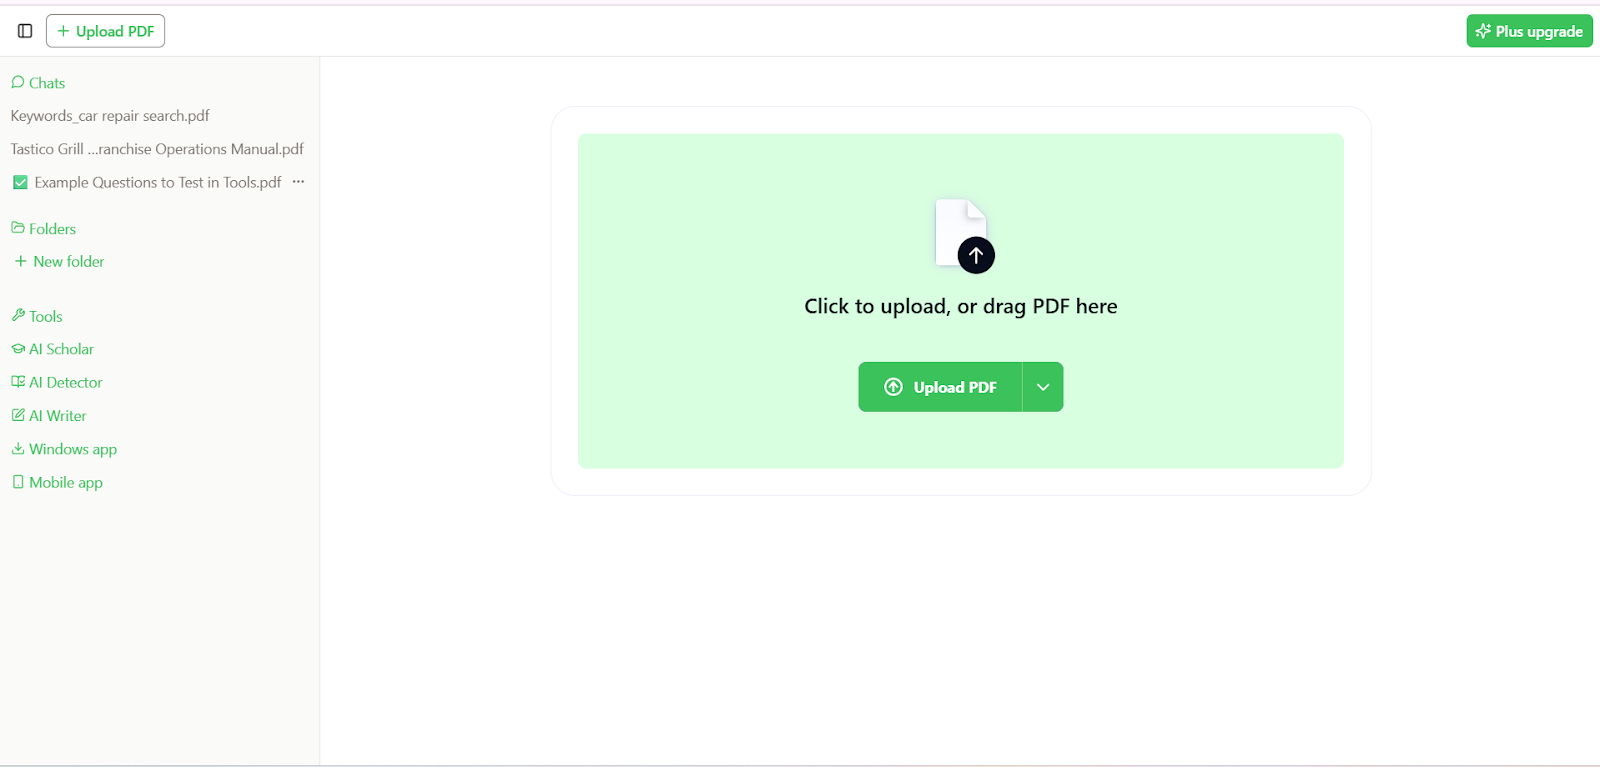 Upload PDF
Plus upgrade
Chats
Keywords_car repair search.pdf
Tastico Grill ...ranchise Operations Manual.pdf
✅ Example Questions to Test in Tools.pdf ...
Folders
+ New folder
Tools
AI Scholar
AI Detector
AI Writer
Windows app
Mobile app
Click to upload, or drag PDF here
Upload PDF